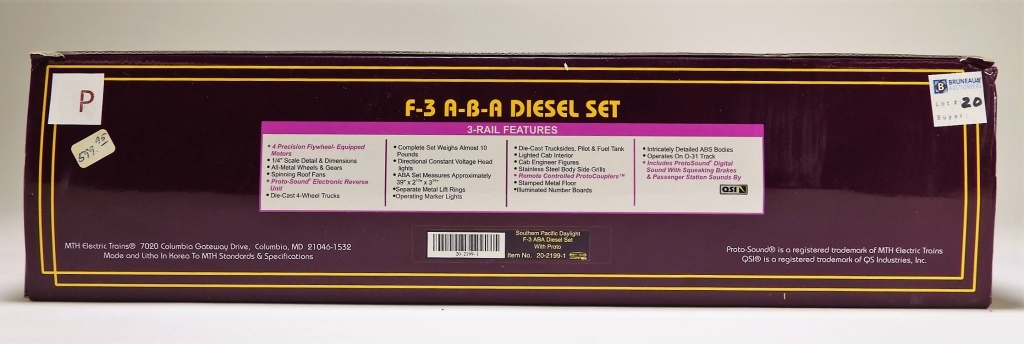 P
599.95
BRUNEAU & CO
AUCTIONEERS
Lot # 20
Buyer:
F-3 A-B-A DIESEL SET
3-RAIL FEATURES
• 4 Precision Flywheel- Equipped
Motors
• 1/4" Scale Detail & Dimensions
• All-Metal Wheels & Gears
• Spinning Roof Fans
• Proto-Sound® Electronic Reverse
Unit
• Die-Cast 4-Wheel Trucks
• Complete Set Weighs Almost 10
Pounds
• Directional Constant Voltage Head
lights
• ABA Set Measures Approximately
• Separate Metal Lift Rings
• Operating Marker Lights
• Die-Cast Trucksides, Pilot & Fuel Tank
• Lighted Cab Interior
• Cab Engineer Figures
• Stainless Steel Body Side Grills
• Remote Controlled ProtoCouplers™
• Stamped Metal Floor
• Illuminated Number Boards
• Intricately Detailed ABS Bodies
• Operates On O-31 Track
• Includes ProtoSound® Digital
Sound With Squeaking Brakes
& Passenger Station Sounds By
QSI
MTH Electric Trains® 7020 Columbia Gateway Drive, Columbia, MD 21046-1532
Made and Litho In Korea To MTH Standards & Specifications
20-2199-1
Southern Pacific Daylight
F-3 ABA Diesel Set
With Proto
Item No. 20-2199-1
Proto-Sound® is a registered trademark of MTH Electric Trains
QSI® is a registered trademark of QS Industries, Inc.